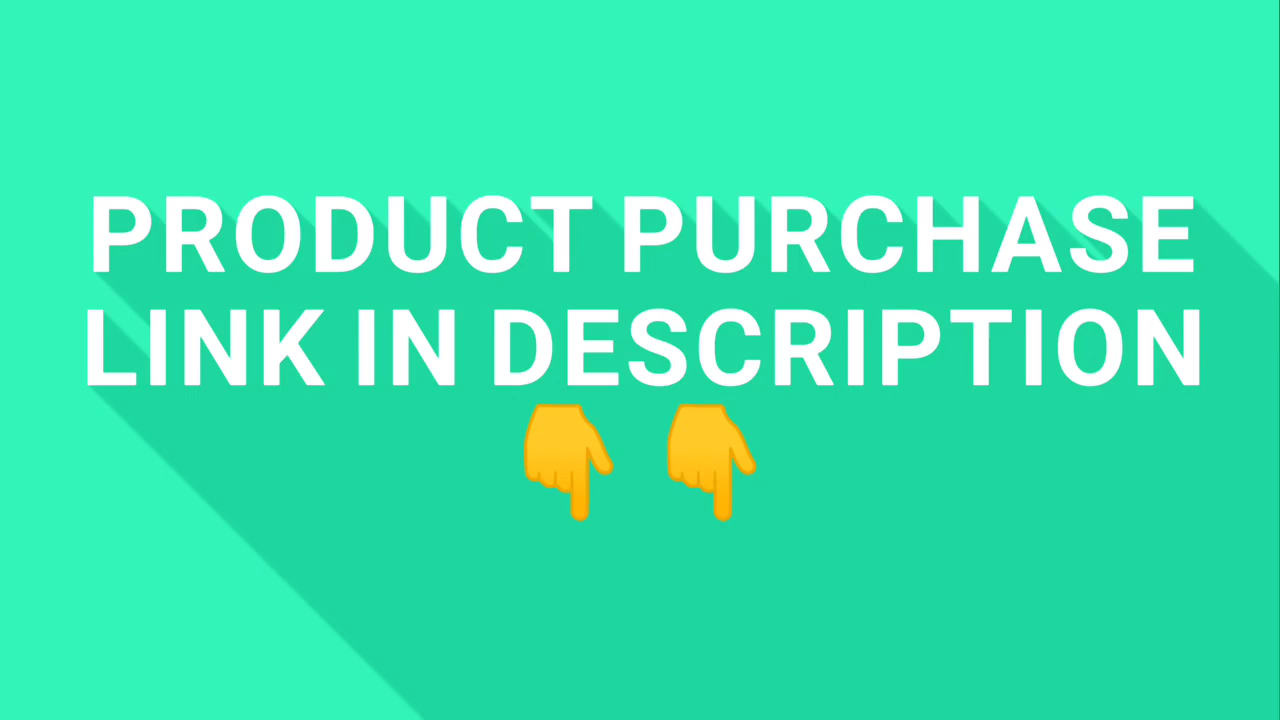 PRODUCT PURCHASE
LINK IN DESCRIPTION
👇 👇